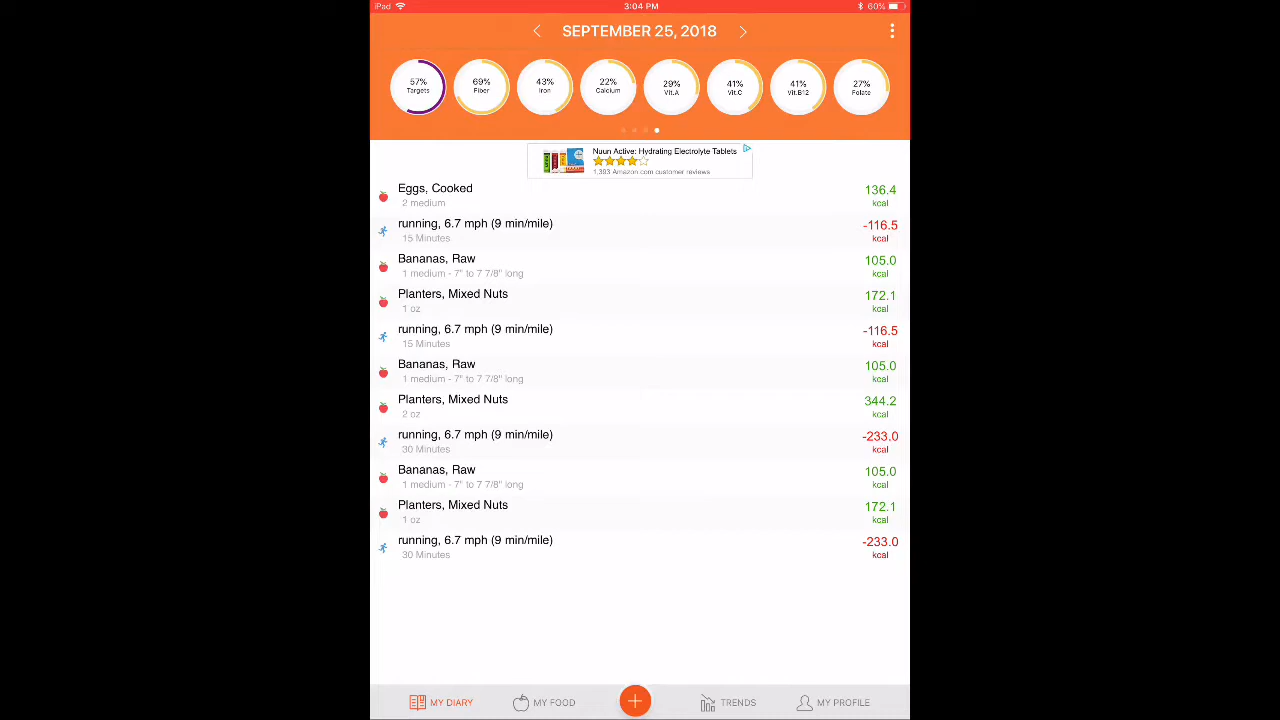 iPad 3:04 PM 60%
SEPTEMBER 25, 2018
57% 69% 43% 22% 29% 41% 41% 27%
Targets Fiber Iron Calcium Vit.A Vit.C Vit.B12 Folate
Nuun Active: Hydrating Electrolyte Tablets
1,393 Amazon.com customer reviews
Eggs, Cooked 136.4
2 medium kcal
running, 6.7 mph (9 min/mile) -116.5
15 Minutes kcal
Bananas, Raw 105.0
1 medium - 7" to 7 7/8" long kcal
Planters, Mixed Nuts 172.1
1 oz kcal
running, 6.7 mph (9 min/mile) -116.5
15 Minutes kcal
Bananas, Raw 105.0
1 medium - 7" to 7 7/8" long kcal
Planters, Mixed Nuts 344.2
2 oz kcal
running, 6.7 mph (9 min/mile) -233.0
30 Minutes kcal
Bananas, Raw 105.0
1 medium - 7" to 7 7/8" long kcal
Planters, Mixed Nuts 172.1
1 oz kcal
running, 6.7 mph (9 min/mile) -233.0
30 Minutes kcal
MY DIARY MY FOOD + TRENDS MY PROFILE